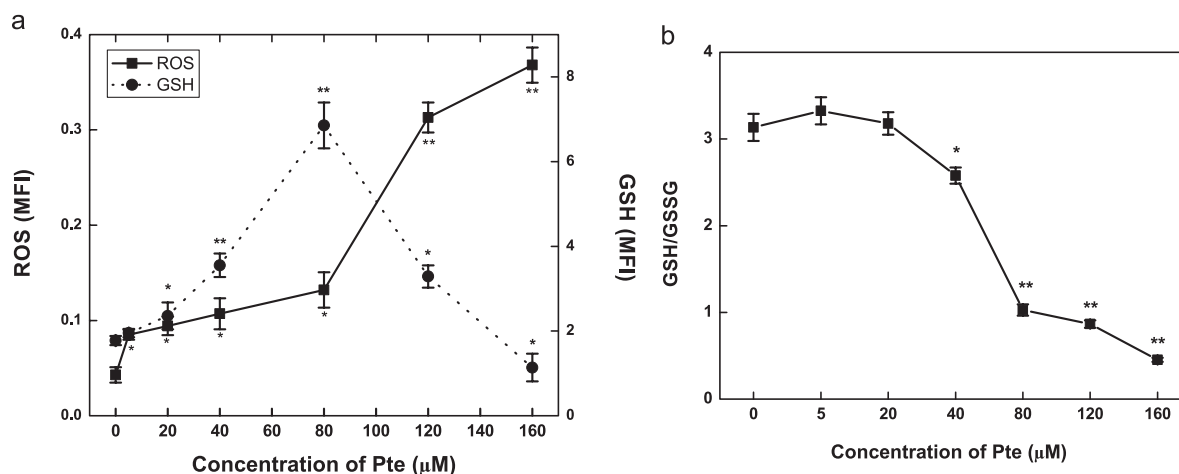 a
0.4
0.3
0.2
0.1
0.0
ROS (MFI)
ROS
GSH
8
6
4
2
0
GSH (MFI)
**
**
**
**
*
*
*
*
*
*
*
0 20 40 60 80 100 120 140 160
Concentration of Pte (μM)
b
4
3
2
1
0
GSH/GSSG
*
**
**
**
0 5 20 40 80 120 160
Concentration of Pte (μM)